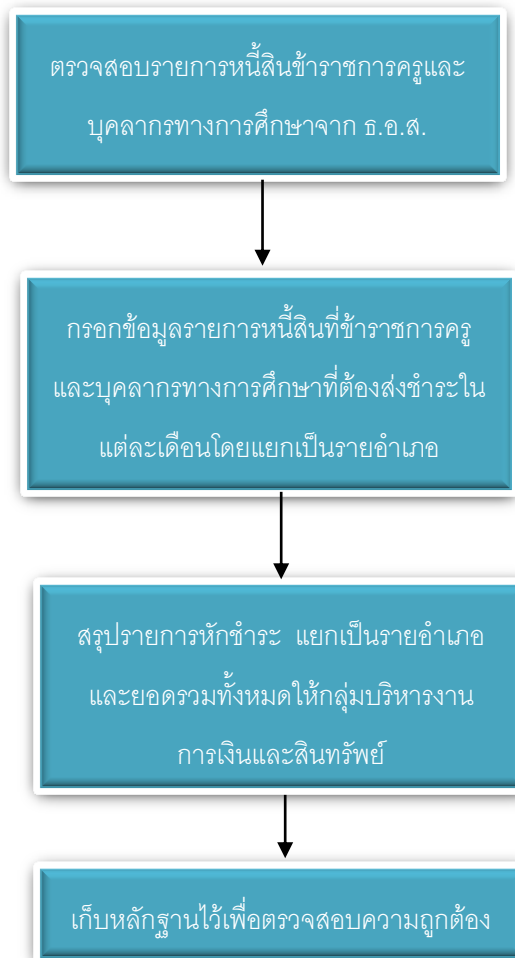 ตรวจสอบรายการหนี้สินข้าราชการครูและ
บุคลากรทางการศึกษาจาก ธ.อ.ส.
กรอกข้อมูลรายการหนี้สินที่ข้าราชการครู
และบุคลากรทางการศึกษาที่ต้องส่งชำระใน
แต่ละเดือนโดยแยกเป็นรายอำเภอ
สรุปรายการหักชำระ แยกเป็นรายอำเภอ
และยอดรวมทั้งหมดให้กลุ่มบริหารงาน
การเงินและสินทรัพย์
เก็บหลักฐานไว้เพื่อตรวจสอบความถูกต้อง